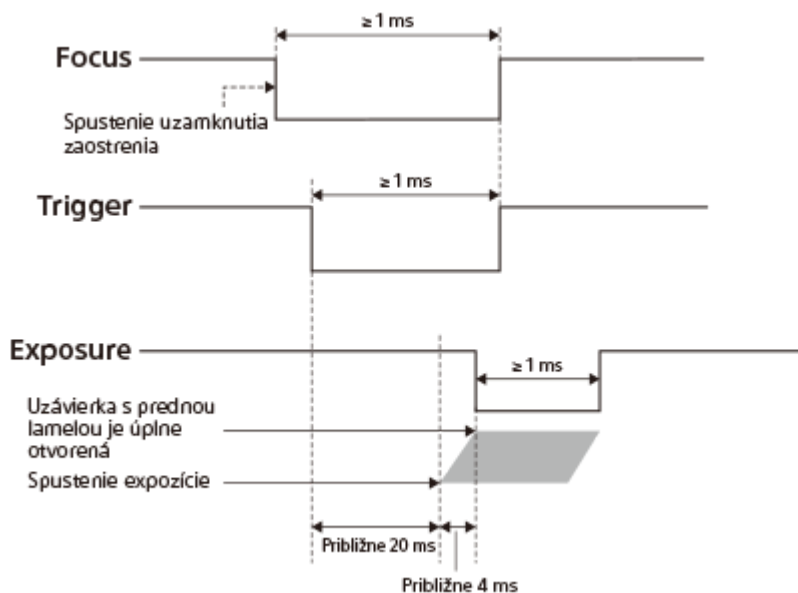 ≥1 ms
Focus
Spustenie uzamknutia
zaostrenia
≥1 ms
Trigger
Exposure
≥1 ms
Uzávierka s prednou
lamelou je úplne
otvorená
Spustenie expozície
Približne 20 ms
Približne 4 ms